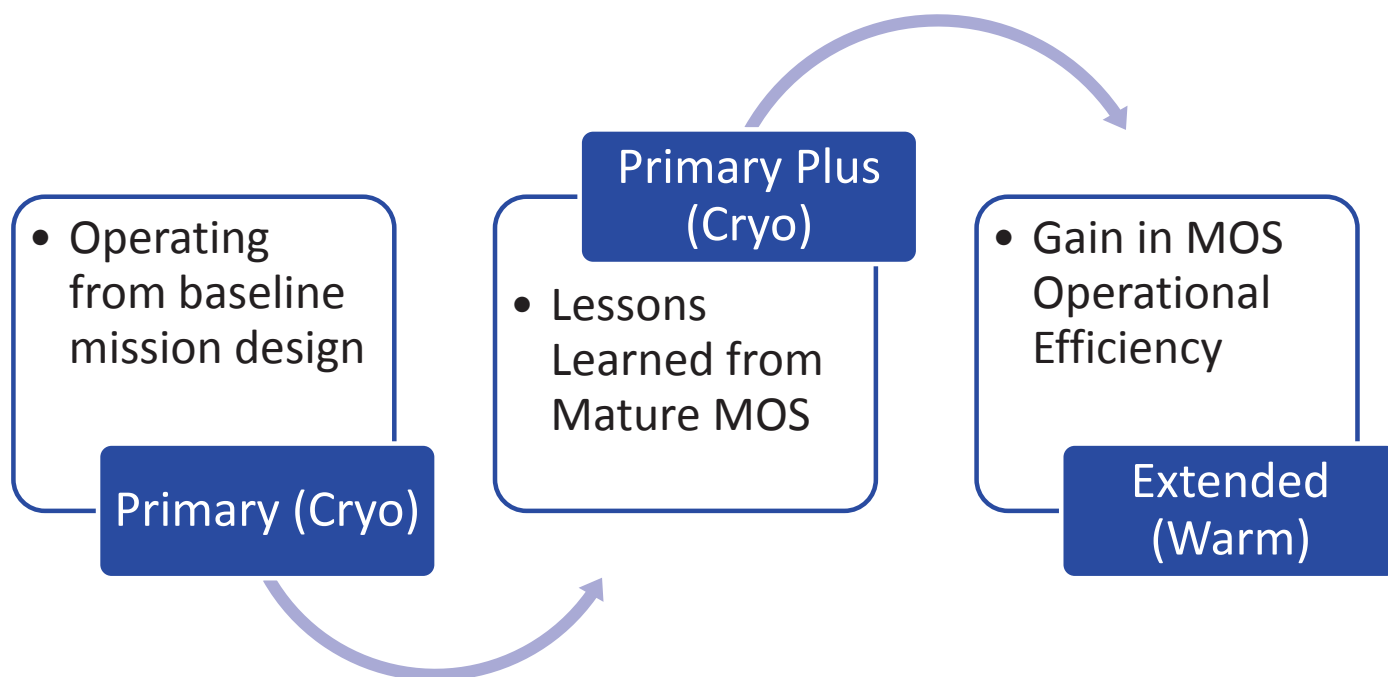 • Operating
from baseline
mission design
Primary (Cryo)
Primary Plus
(Cryo)
• Lessons
Learned from
Mature MOS
• Gain in MOS
Operational
Efficiency
Extended
(Warm)